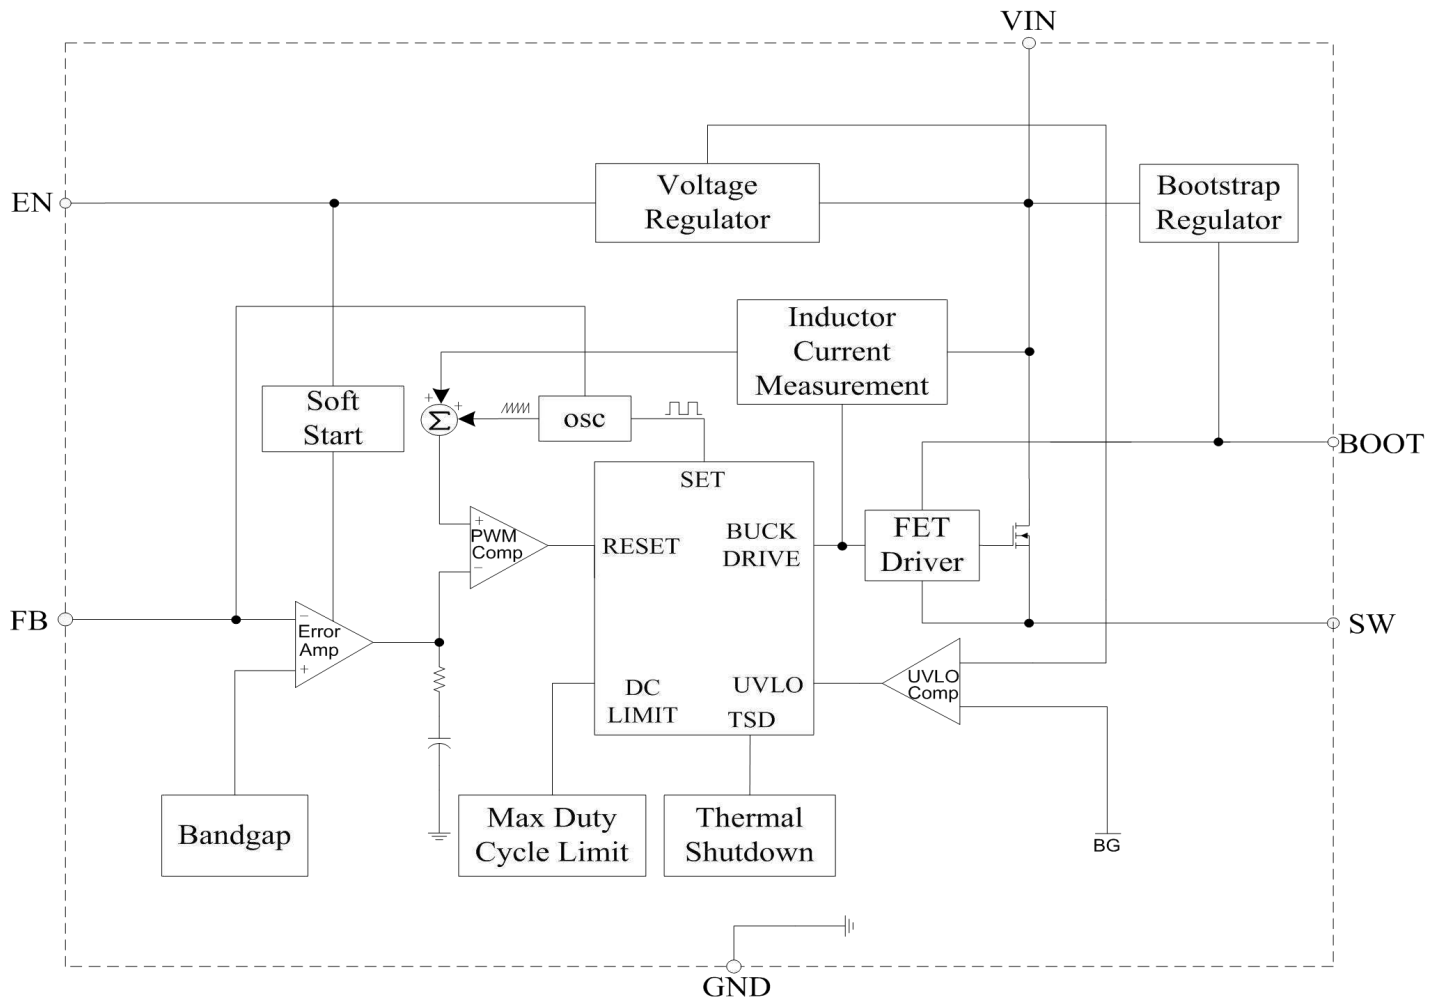 VIN
EN
Voltage
Regulator
Bootstrap
Regulator
Inductor
Current
Measurement
Soft
Start
+
+
Σ
osc
BOOT
SET
+
PWM
Comp
−
RESET
BUCK
DRIVE
FET
Driver
FB
−
Error
Amp
+
SW
DC
LIMIT
UVLO
TSD
UVLO
Comp
Bandgap
Max Duty
Cycle Limit
Thermal
Shutdown
BG
GND